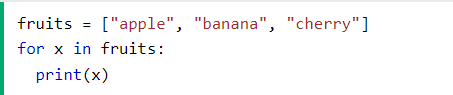 fruits = ["apple", "banana", "cherry"]
for x in fruits:
  print(x)